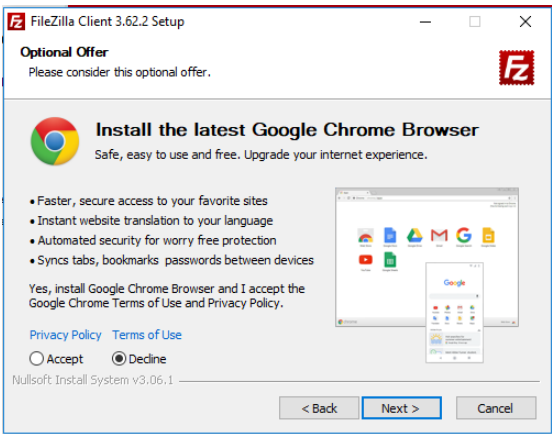 FileZilla Client 3.62.2 Setup
Optional Offer
Please consider this optional offer.
Fz
Install the latest Google Chrome Browser
Safe, easy to use and free. Upgrade your internet experience.
• Faster, secure access to your favorite sites
• Instant website translation to your language
• Automated security for worry free protection
• Syncs tabs, bookmarks passwords between devices
Yes, install Google Chrome Browser and I accept the
Google Chrome Terms of Use and Privacy Policy.
Google
Privacy Policy Terms of Use
Accept Decline
Nullsoft Install System v3.06.1
< Back Next > Cancel